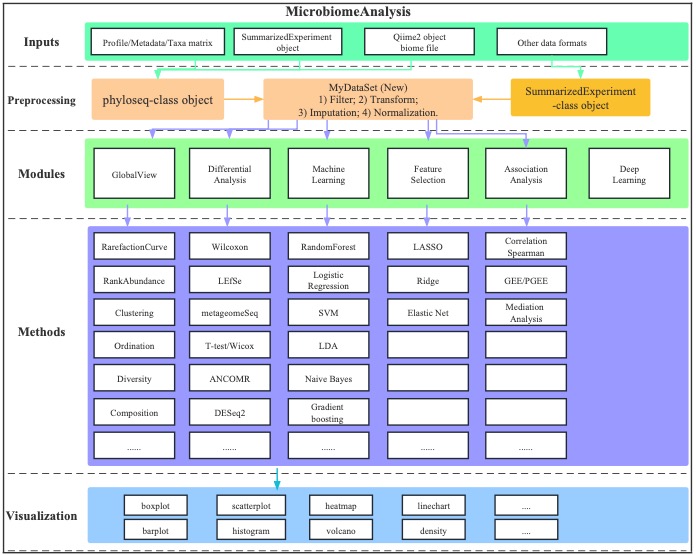 MicrobiomeAnalysis
Inputs
Profile/Metadata/Taxa matrix
SummarizedExperiment
object
Qiime2 object
biome file
Other data formats
Preprocessing
phyloseq-class object
MyDataSet (New)
1) Filter; 2) Transform;
3) Imputation; 4) Normalization.
SummarizedExperiment
-class object
Modules
GlobalView
Differential
Analysis
Machine
Learning
Feature
Selection
Association
Analysis
Deep
Learning
Methods
RarefactionCurve
Wilcoxon
RandomForest
LASSO
Correlation
Spearman
RankAbundance
LEfSe
Logistic
Regression
Ridge
GEE/PGEE
Clustering
metageomeSeq
SVM
Elastic Net
Mediation
Analysis
Ordination
T-test/Wicox
LDA
Diversity
ANCOMR
Naive Bayes
Composition
DESeq2
Gradient
boosting
......
......
......
......
......
Visualization
boxplot
scatterplot
heatmap
linechart
....
barplot
histogram
volcano
density
....